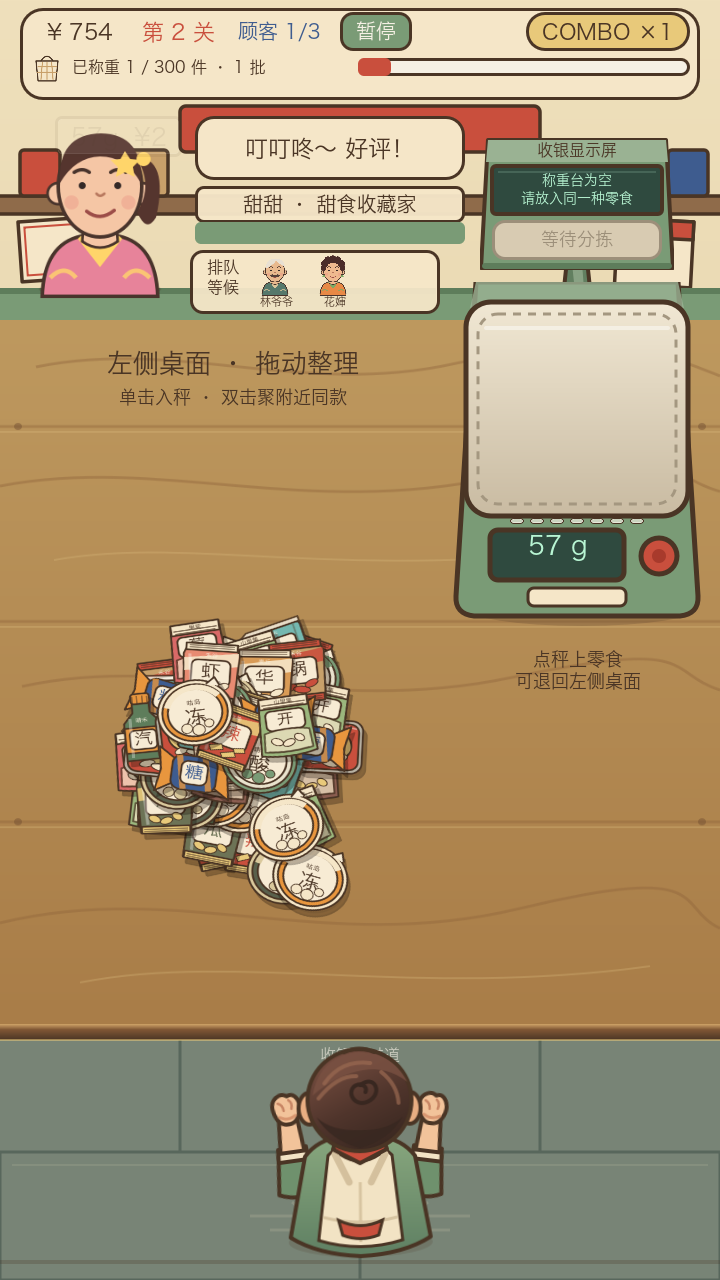 ¥ 754 第 2 关 顾客 1/3 暂停 COMBO ×1
已称重 1 / 300 件 · 1 批
叮叮咚～ 好评！
甜甜 · 甜食收藏家
排队
等候
林爷爷 花婶
收银显示屏
称重台为空
请放入同一种零食
等待分拣
左侧桌面 · 拖动整理
单击入秤 · 双击聚附近同款
57 g
点秤上零食
可退回左侧桌面
虾
华
锅
冻
开
开
辣
汽
酸
糖
冻
冻